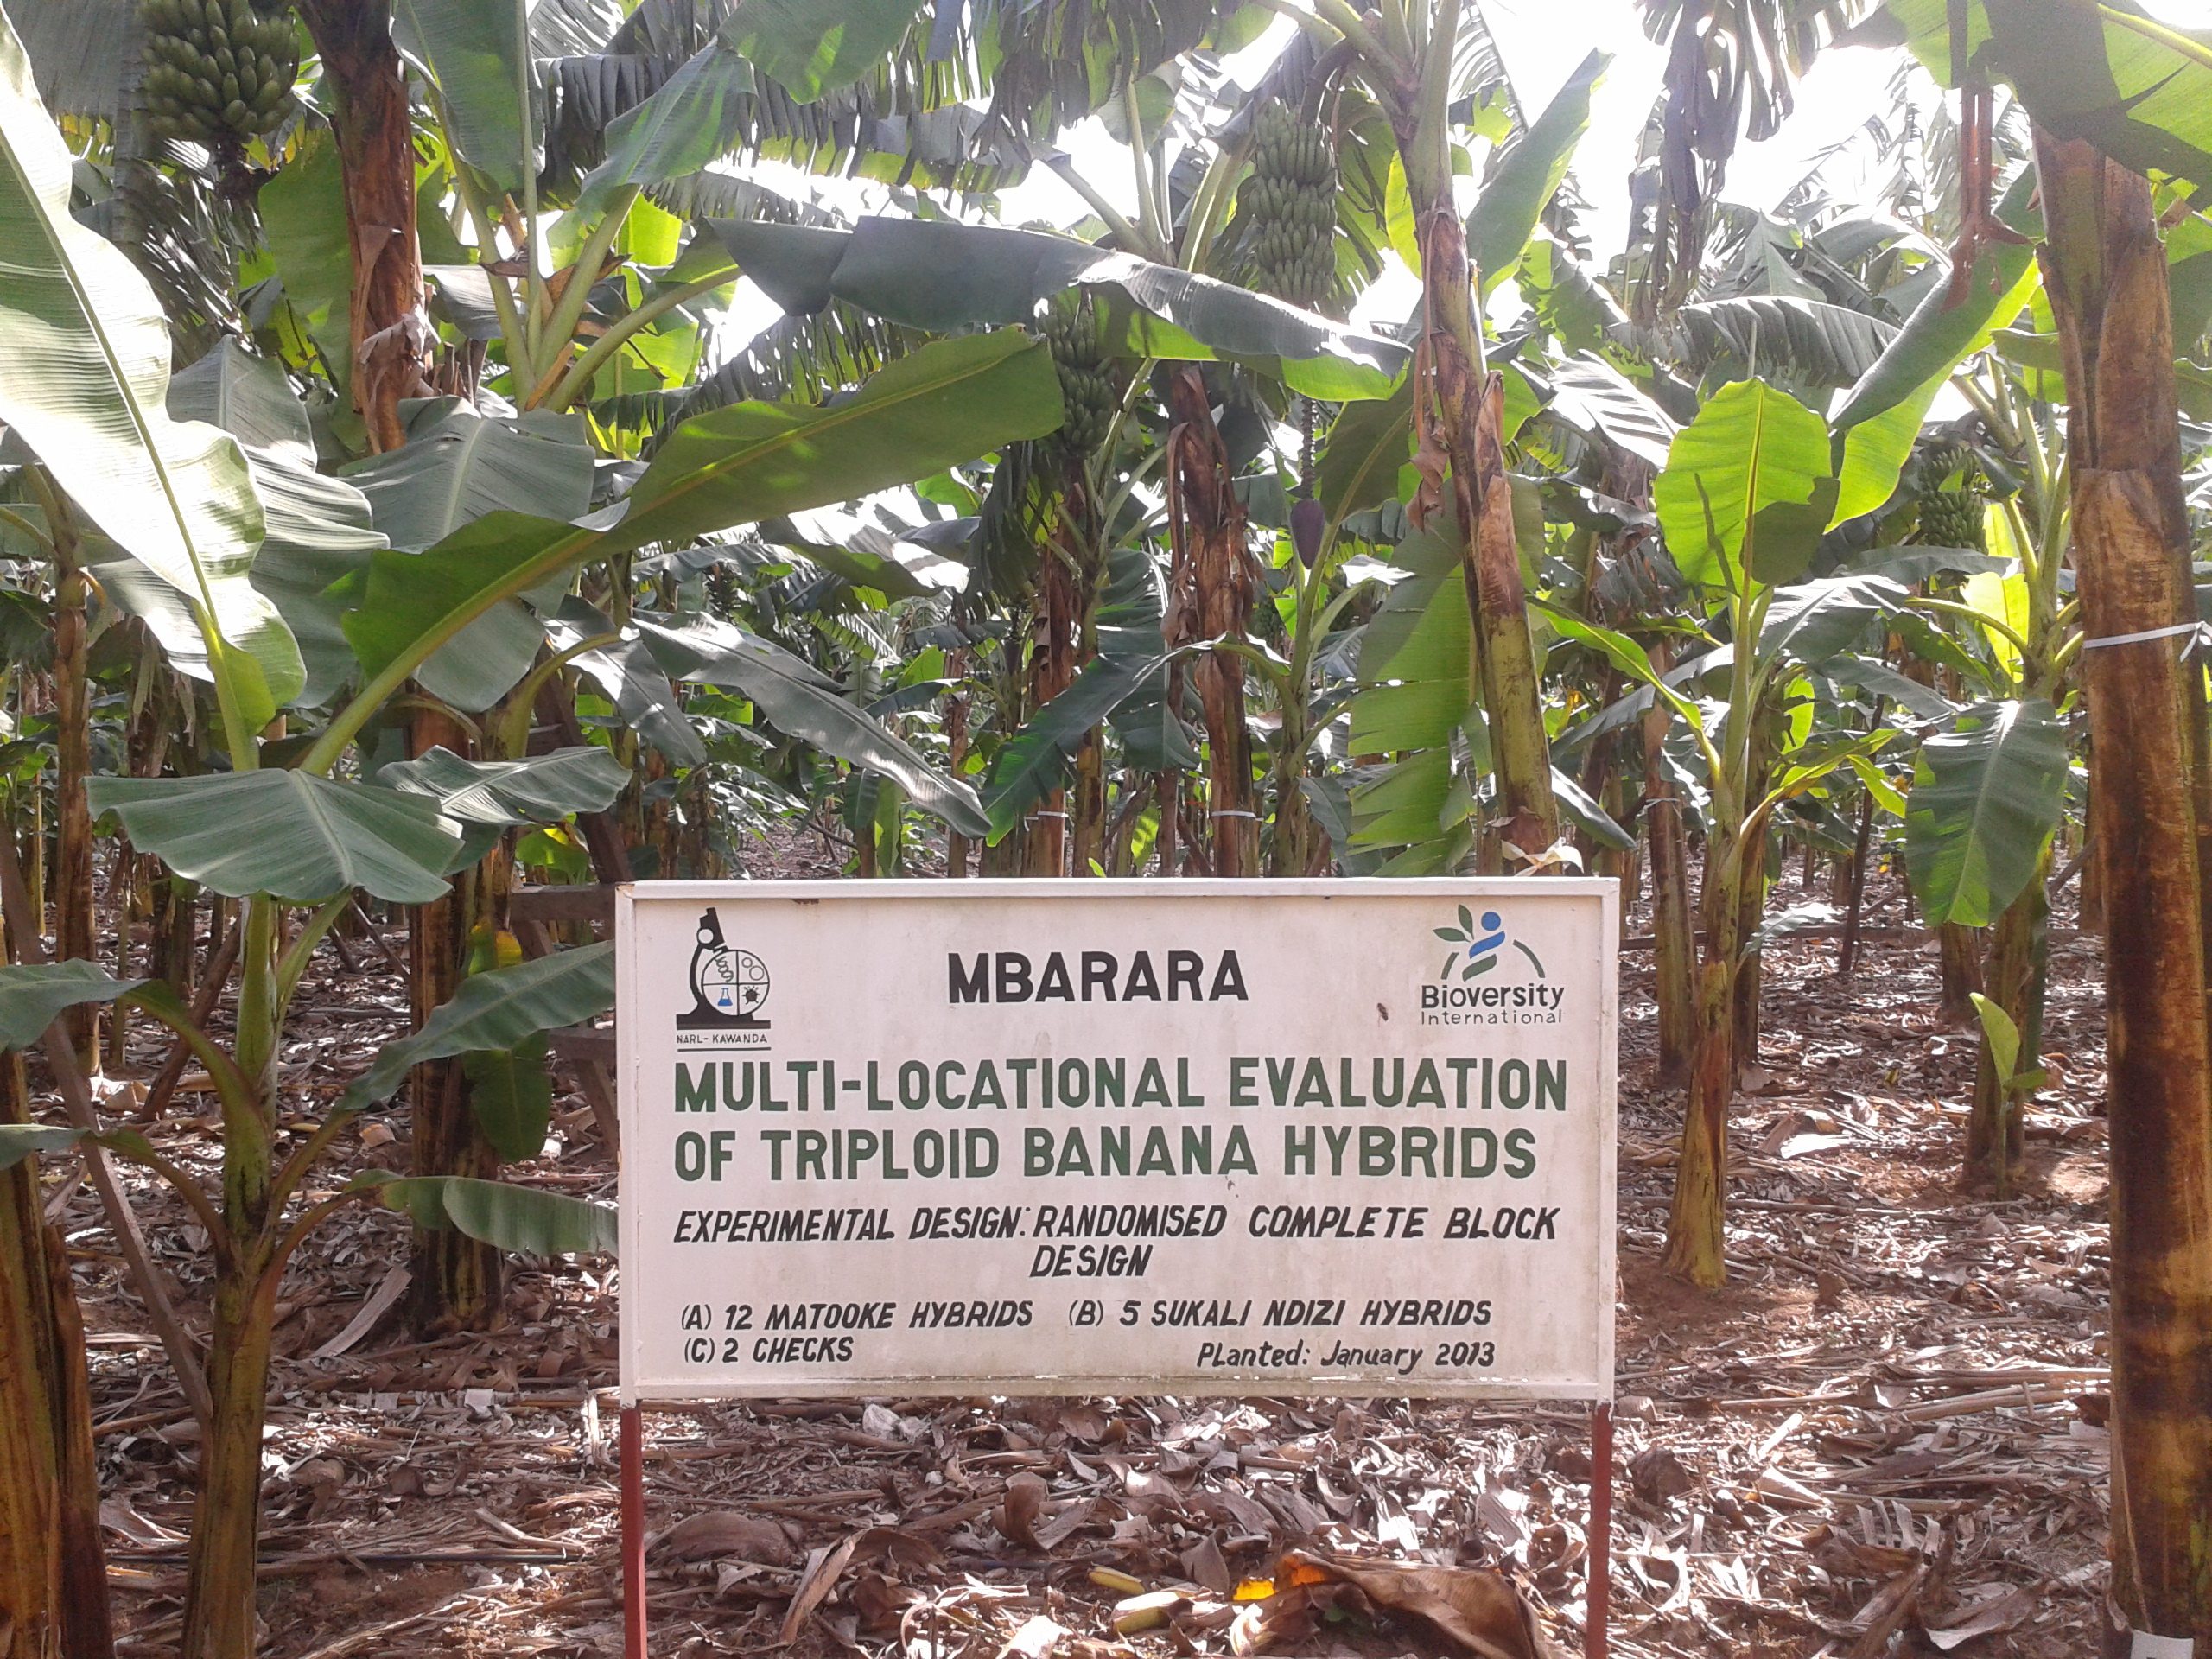 MBARARA
NARL-KAWANDA
Bioversity
International
MULTI-LOCATIONAL EVALUATION
OF TRIPLOID BANANA HYBRIDS
EXPERIMENTAL DESIGN: RANDOMISED COMPLETE BLOCK
DESIGN
(A) 12 MATOOKE HYBRIDS (B) 5 SUKALI NDIZI HYBRIDS
(C) 2 CHECKS Planted: January 2013